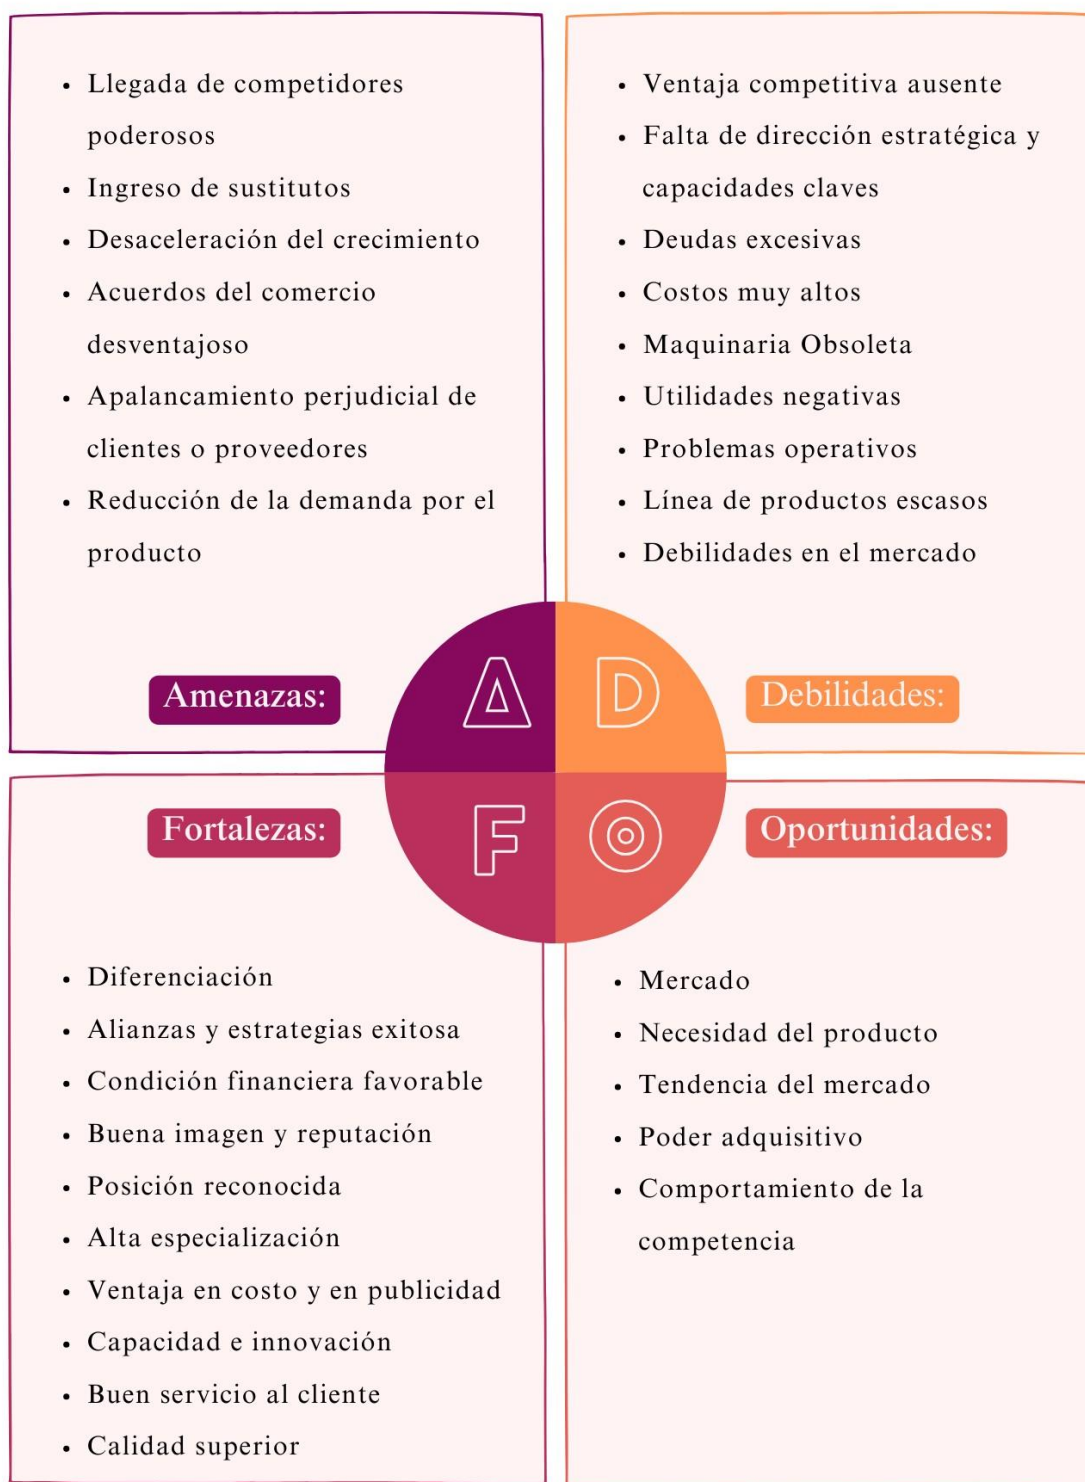 Llegada de competidores
poderosos
Ingreso de sustitutos
Desaceleración del crecimiento
Acuerdos del comercio
desventajoso
Apalancamiento perjudicial de
clientes o proveedores
Reducción de la demanda por el
producto
Amenazas:
A
Ventaja competitiva ausente
Falta de dirección estratégica y
capacidades claves
Deudas excesivas
Costos muy altos
Maquinaria Obsoleta
Utilidades negativas
Problemas operativos
Línea de productos escasos
Debilidades en el mercado
D
Debilidades:
Fortalezas:
F
Diferenciación
Alianzas y estrategias exitosa
Condición financiera favorable
Buena imagen y reputación
Posición reconocida
Alta especialización
Ventaja en costo y en publicidad
Capacidad e innovación
Buen servicio al cliente
Calidad superior
O
Oportunidades:
Mercado
Necesidad del producto
Tendencia del mercado
Poder adquisitivo
Comportamiento de la
competencia